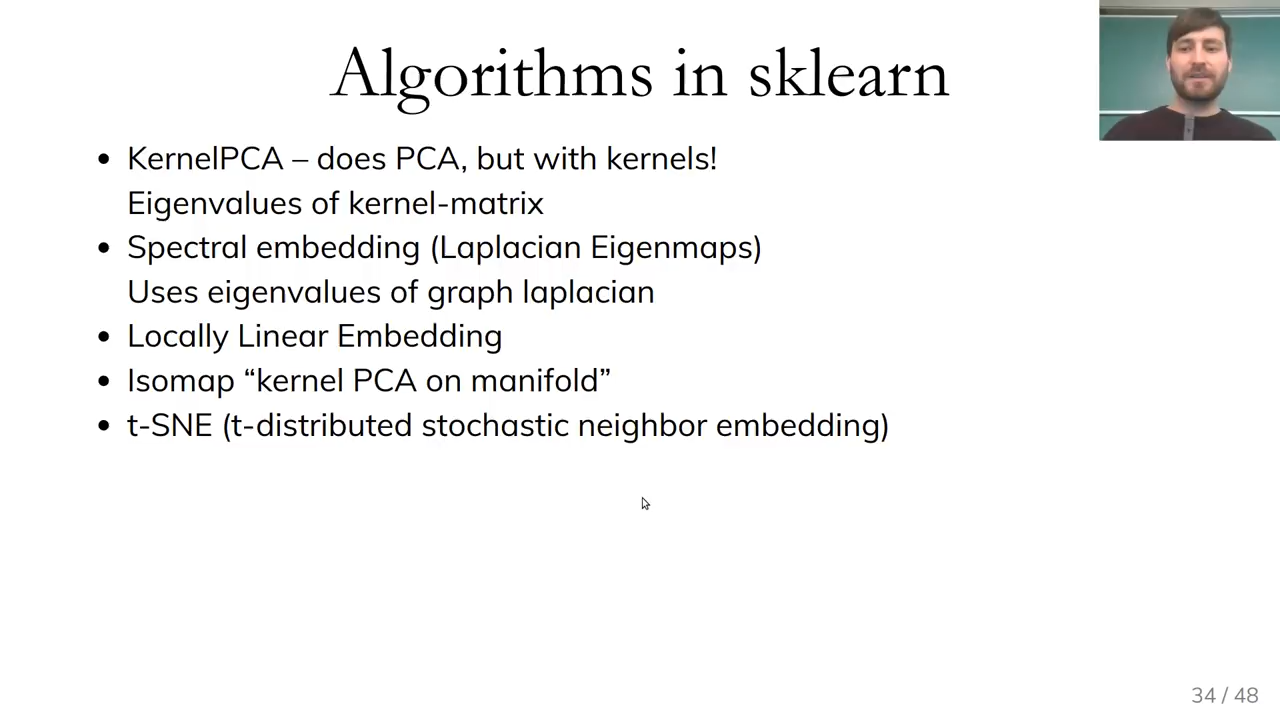 Algorithms in sklearn
• KernelPCA – does PCA, but with kernels!
Eigenvalues of kernel-matrix
• Spectral embedding (Laplacian Eigenmaps)
Uses eigenvalues of graph laplacian
• Locally Linear Embedding
• Isomap “kernel PCA on manifold”
• t-SNE (t-distributed stochastic neighbor embedding)
34 / 48